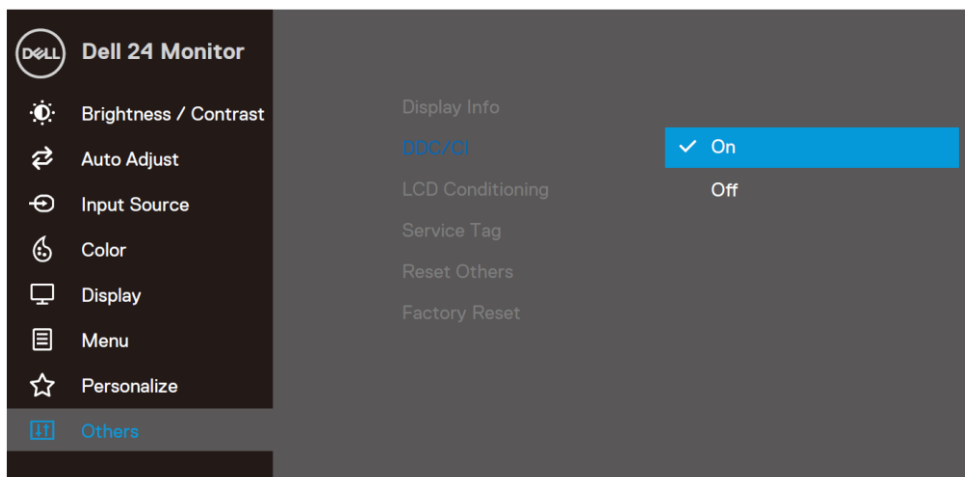 DELL Dell 24 Monitor
Brightness / Contrast
Auto Adjust
Input Source
Color
Display
Menu
Personalize
Others
Display Info
DDC/CI
LCD Conditioning
Service Tag
Reset Others
Factory Reset
On
Off